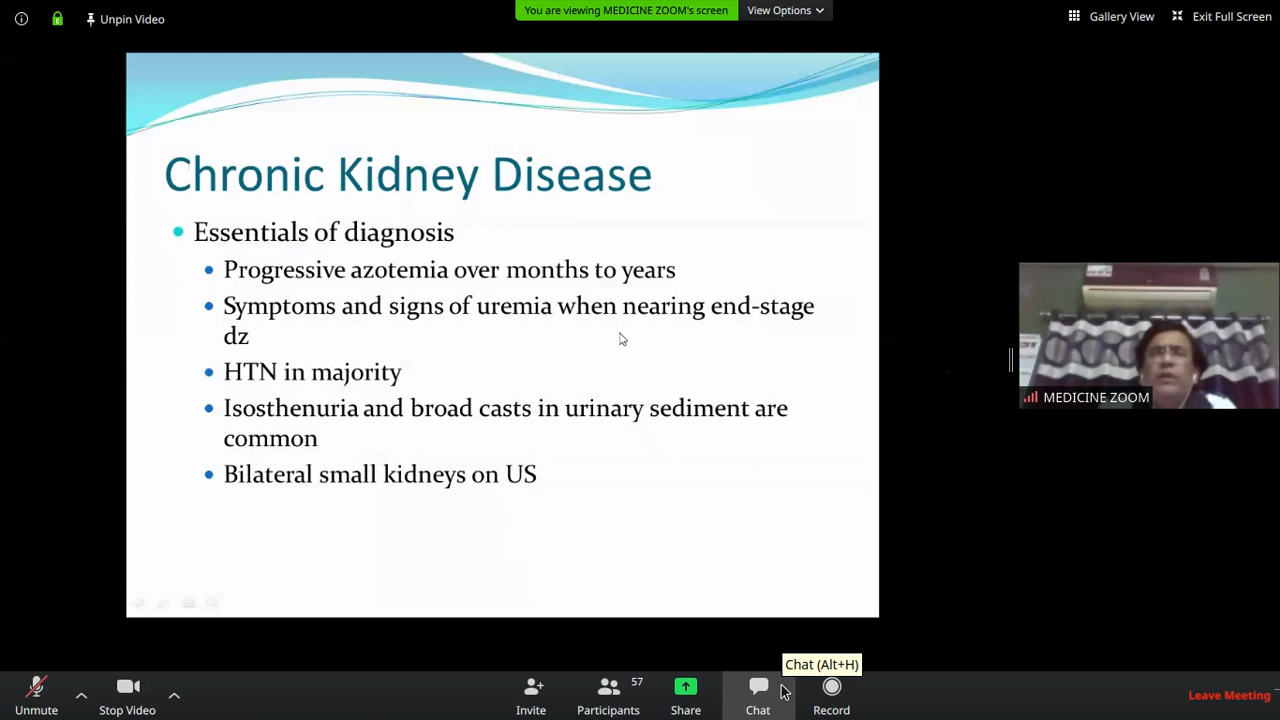 Unpin Video
You are viewing MEDICINE ZOOM's screen
View Options
Gallery View
Exit Full Screen
Chronic Kidney Disease
Essentials of diagnosis
Progressive azotemia over months to years
Symptoms and signs of uremia when nearing end-stage
dz
HTN in majority
Isosthenuria and broad casts in urinary sediment are
common
Bilateral small kidneys on US
MEDICINE ZOOM
Chat (Alt+H)
Unmute
Stop Video
Invite
Participants
57
Share
Chat
Record
Leave Meeting